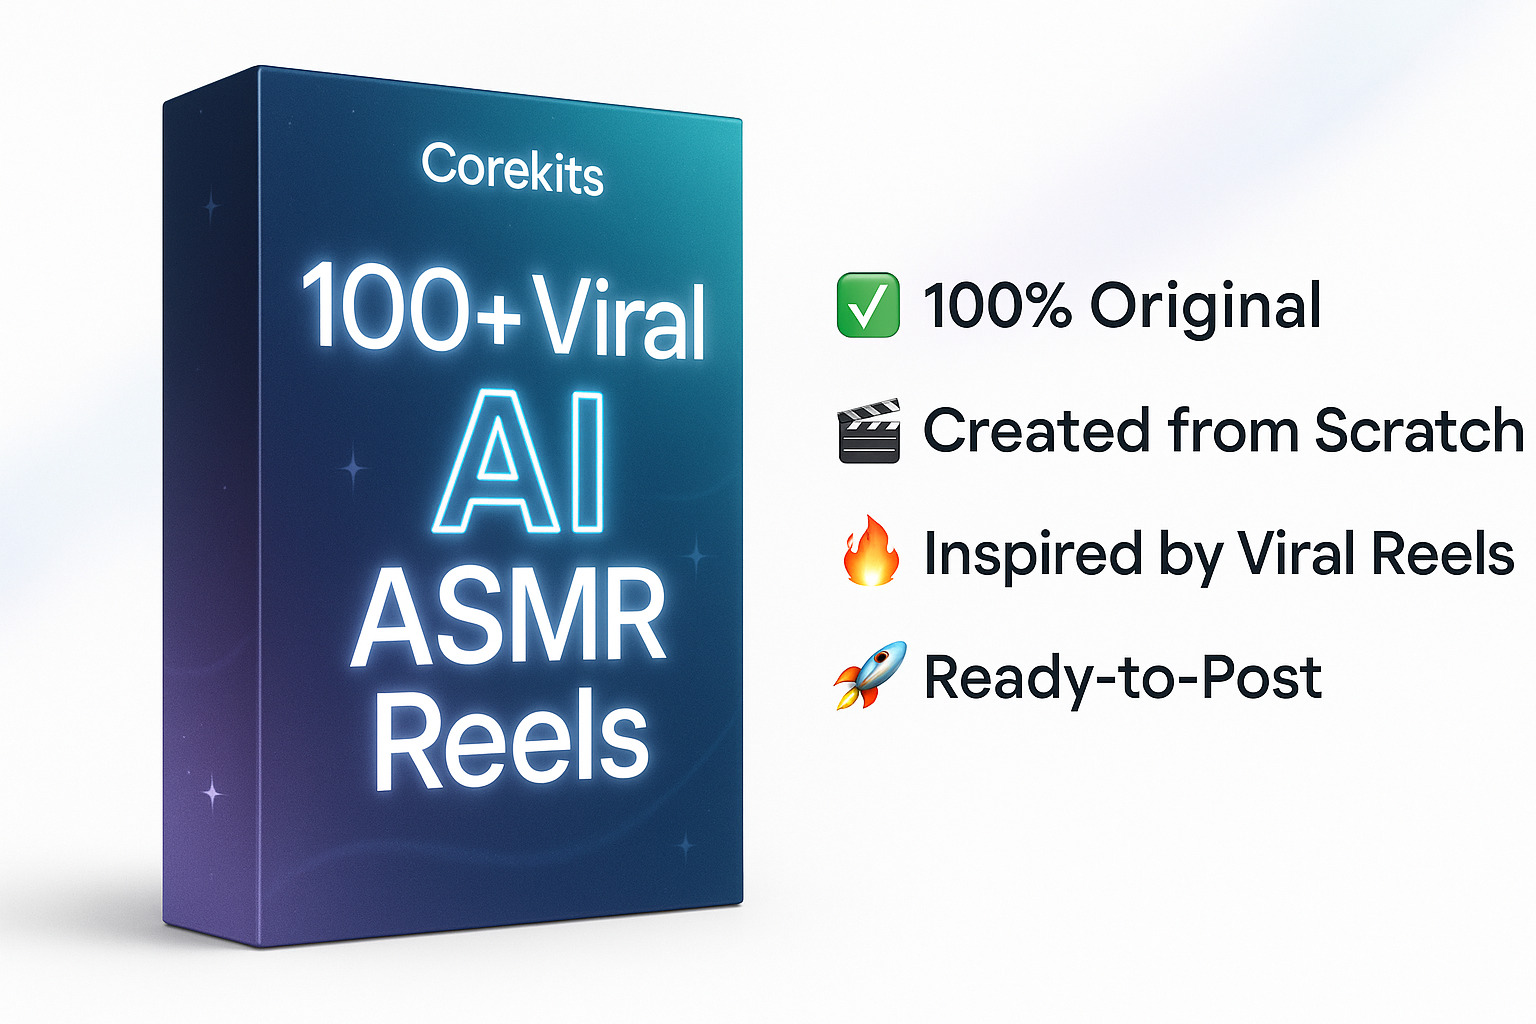 Corekits
100+ Viral
AI
ASMR
Reels
100% Original
Created from Scratch
Inspired by Viral Reels
Ready-to-Post